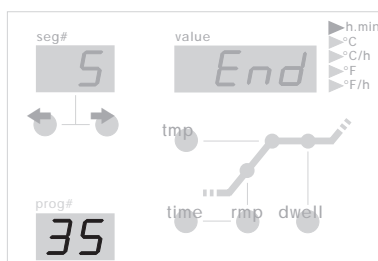 seg#
5
value
End
h.min
°C
°C/h
°F
°F/h
tmp
time
rmp
dwell
prog#
35